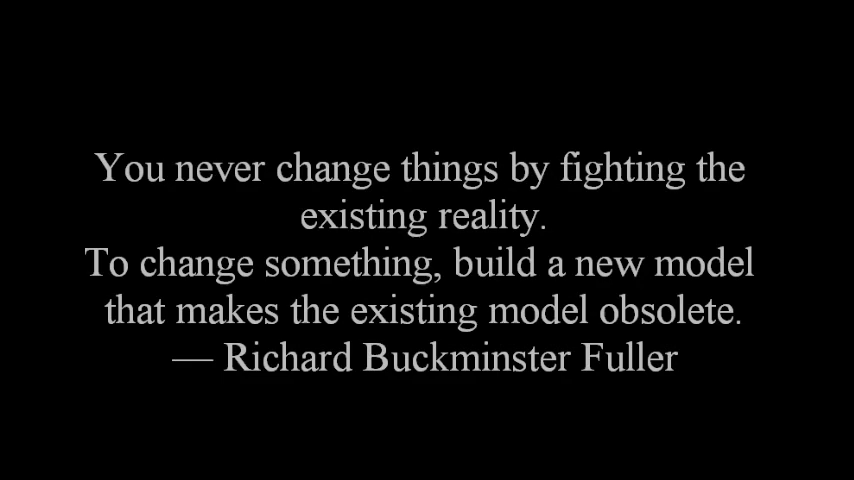 You never change things by fighting the
existing reality.
To change something, build a new model
that makes the existing model obsolete.
— Richard Buckminster Fuller